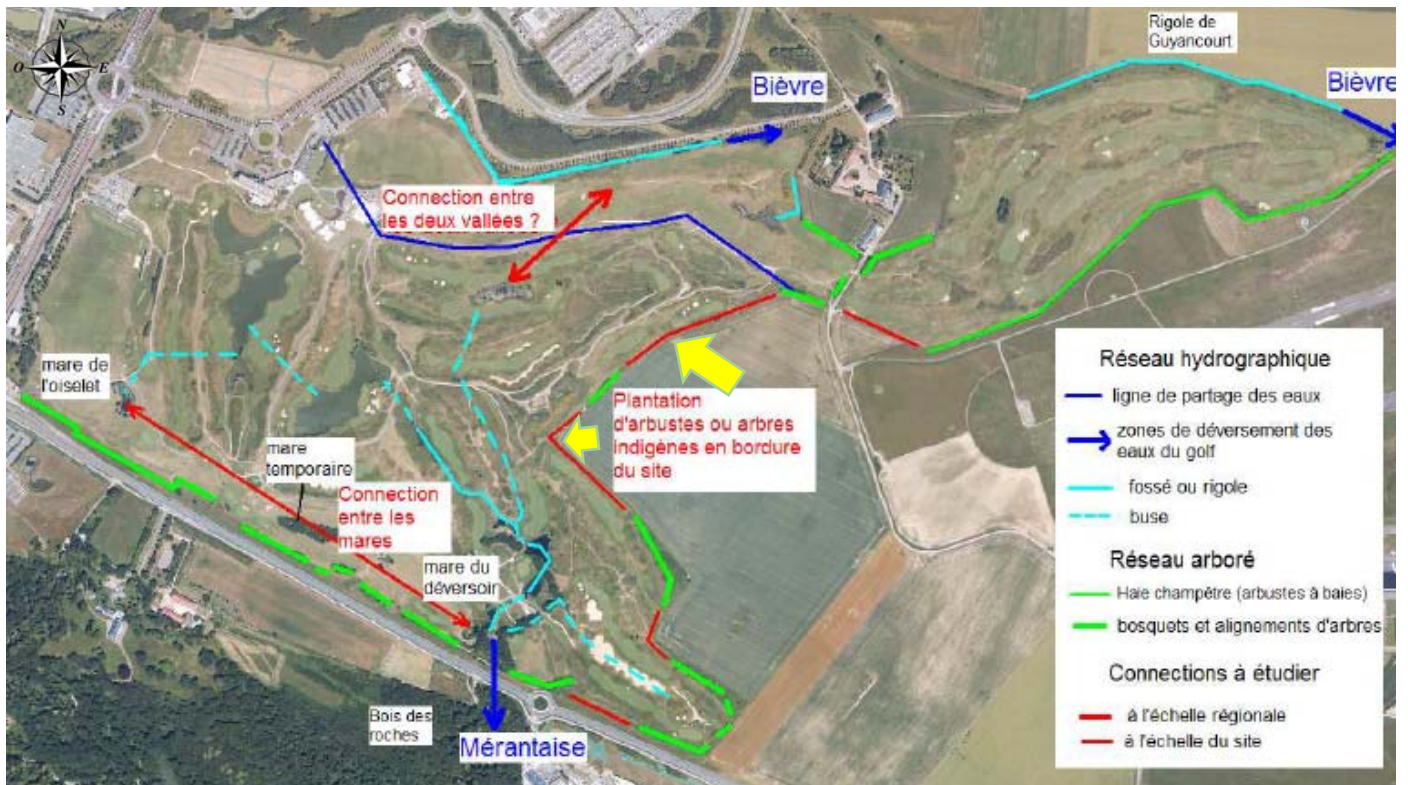 N
O
E
S
Rigole de
Guyancourt
Bièvre
Bièvre
Connection entre
les deux vallées ?
mare de
l'oiselet
Plantation
d'arbustes ou arbres
indigènes en bordure
du site
mare
temporaire
Connection
entre les
mares
mare du
déversoir
Bois des
roches
Mérantaise
Réseau hydrographique
ligne de partage des eaux
zones de déversement des
eaux du golf
fossé ou rigole
buse
Réseau arboré
Haie champêtre (arbustes à baies)
bosquets et alignements d'arbres
Connections à étudier
à l'échelle régionale
à l'échelle du site